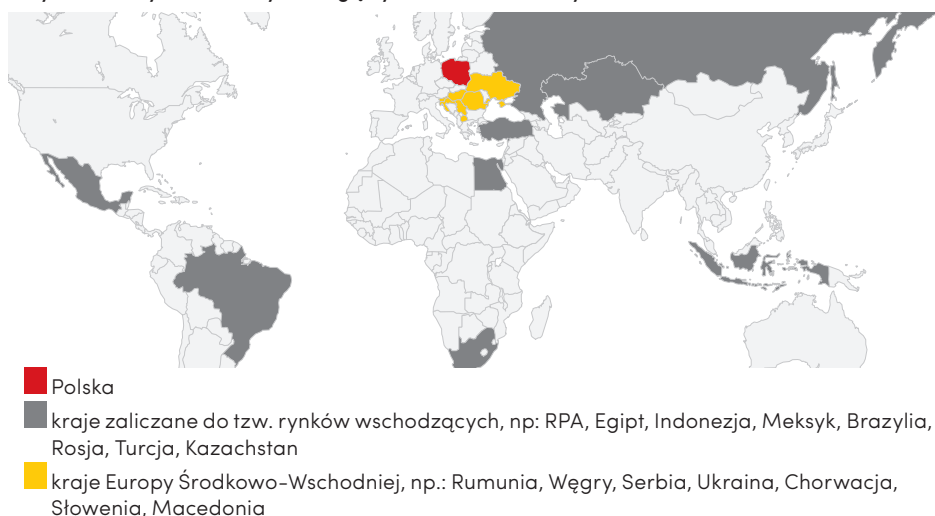 Polska
kraje zaliczane do tzw. rynków wschodzących, np: RPA, Egipt, Indonezja, Meksyk, Brazylia,
Rosja, Turcja, Kazachstan
kraje Europy Środkowo-Wschodniej, np.: Rumunia, Węgry, Serbia, Ukraina, Chorwacja,
Słowenia, Macedonia